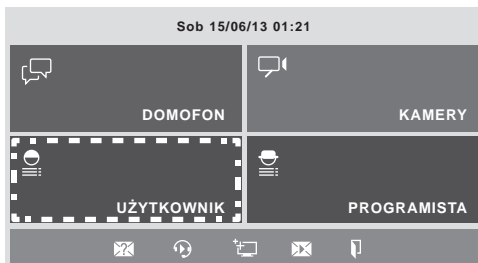 Sob 15/06/13 01:21
DOMOFON
KAMERY
UŻYTKOWNIK
PROGRAMISTA